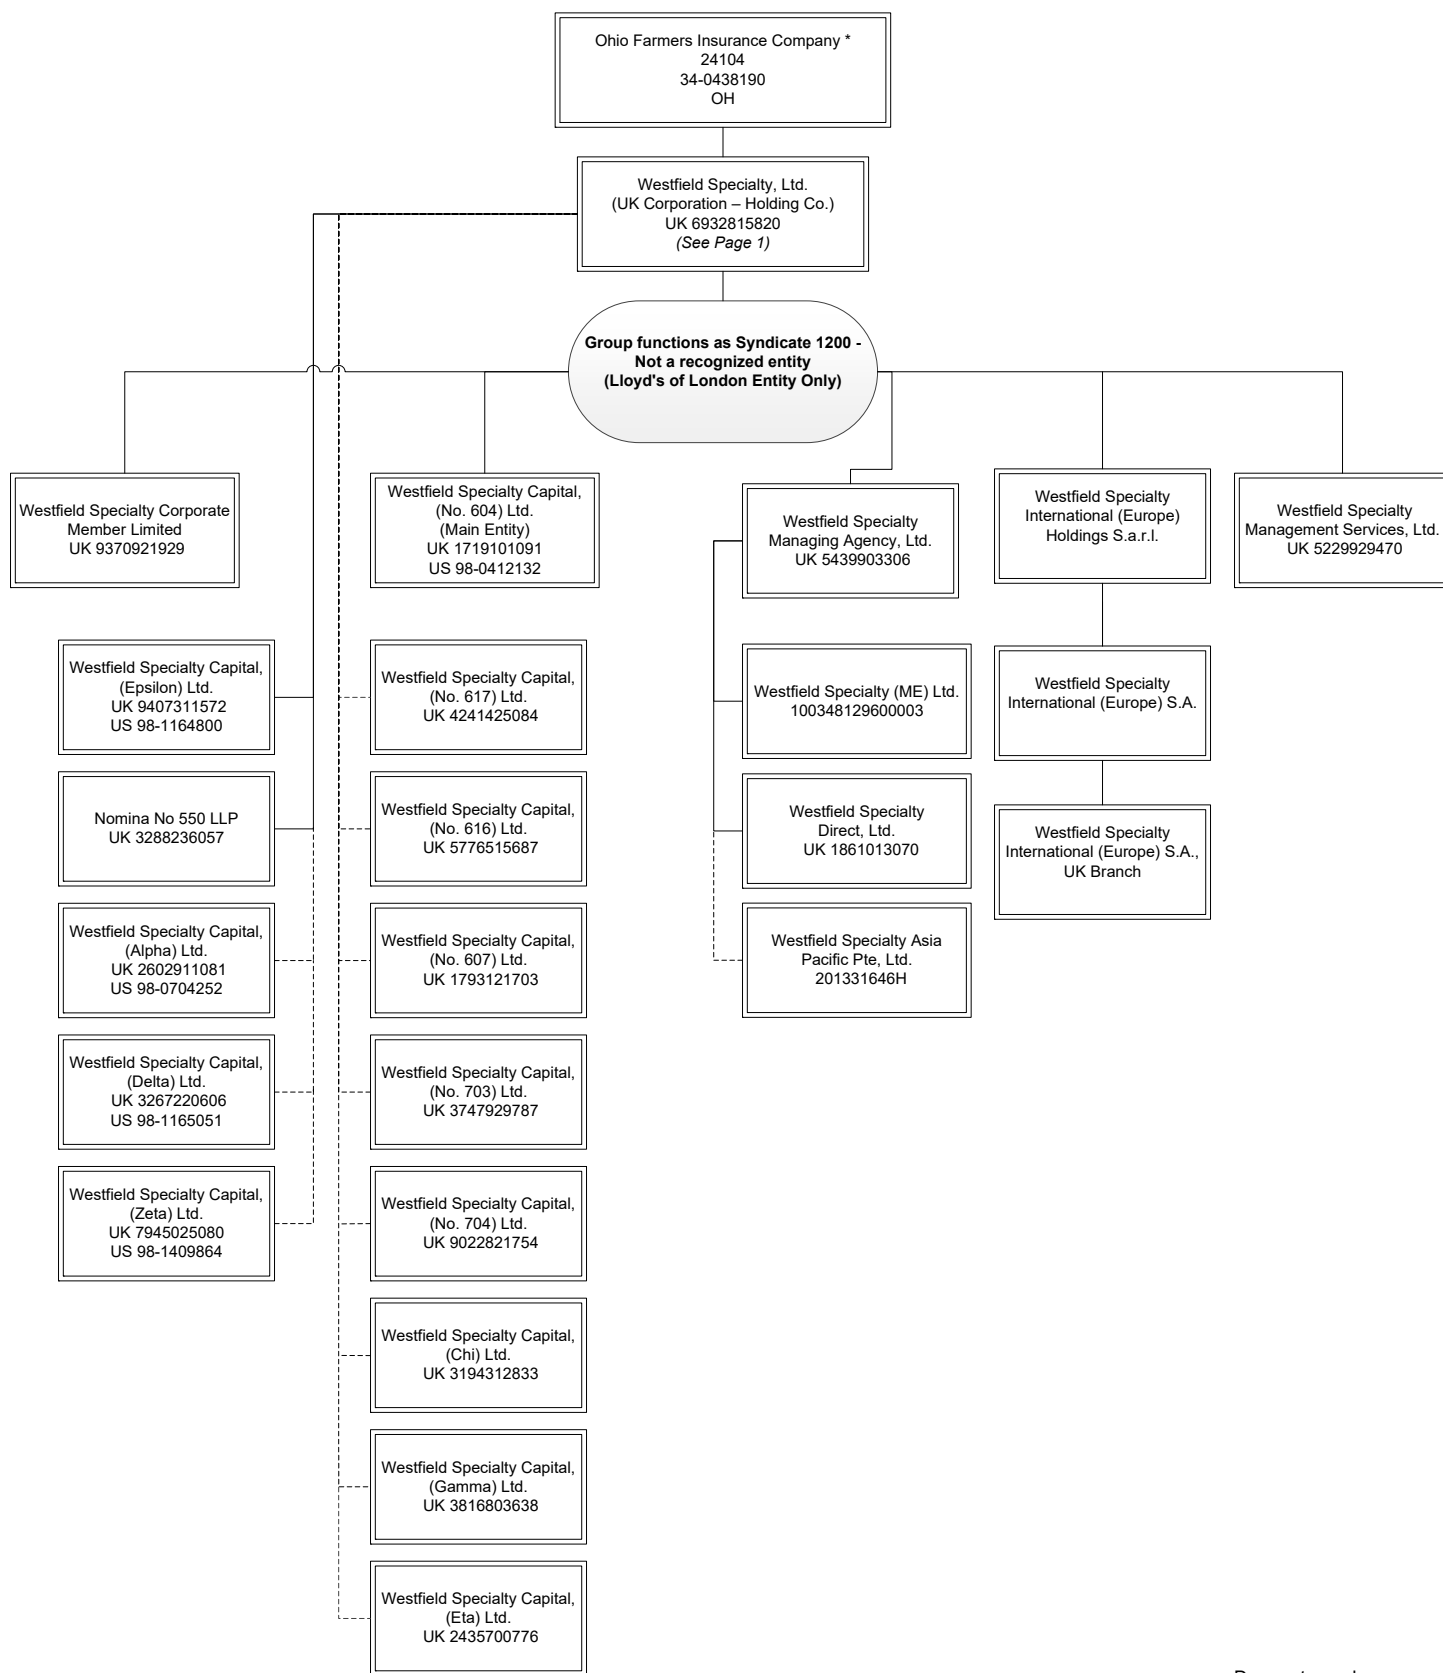 Ohio Farmers Insurance Company *
24104
34-0438190
OH
Westfield Specialty, Ltd.
(UK Corporation – Holding Co.)
UK 6932815820
(See Page 1)
Group functions as Syndicate 1200 -
Not a recognized entity
(Lloyd's of London Entity Only)
Westfield Specialty Corporate
Member Limited
UK 9370921929
Westfield Specialty Capital,
(No. 604) Ltd.
(Main Entity)
UK 1719101091
US 98-0412132
Westfield Specialty
Managing Agency, Ltd.
UK 5439903306
Westfield Specialty
International (Europe)
Holdings S.a.r.l.
Westfield Specialty
Management Services, Ltd.
UK 5229929470
Westfield Specialty Capital,
(Epsilon) Ltd.
UK 9407311572
US 98-1164800
Westfield Specialty Capital,
(No. 617) Ltd.
UK 4241425084
Westfield Specialty (ME) Ltd.
100348129600003
Westfield Specialty
International (Europe) S.A.
Nomina No 550 LLP
UK 3288236057
Westfield Specialty Capital,
(No. 616) Ltd.
UK 5776515687
Westfield Specialty
Direct, Ltd.
UK 1861013070
Westfield Specialty
International (Europe) S.A.,
UK Branch
Westfield Specialty Capital,
(Alpha) Ltd.
UK 2602911081
US 98-0704252
Westfield Specialty Capital,
(No. 607) Ltd.
UK 1793121703
Westfield Specialty Asia
Pacific Pte, Ltd.
201331646H
Westfield Specialty Capital,
(Delta) Ltd.
UK 3267220606
US 98-1165051
Westfield Specialty Capital,
(No. 703) Ltd.
UK 3747929787
Westfield Specialty Capital,
(Zeta) Ltd.
UK 7945025080
US 98-1409864
Westfield Specialty Capital,
(No. 704) Ltd.
UK 9022821754
Westfield Specialty Capital,
(Chi) Ltd.
UK 3194312833
Westfield Specialty Capital,
(Gamma) Ltd.
UK 3816803638
Westfield Specialty Capital,
(Eta) Ltd.
UK 2435700776